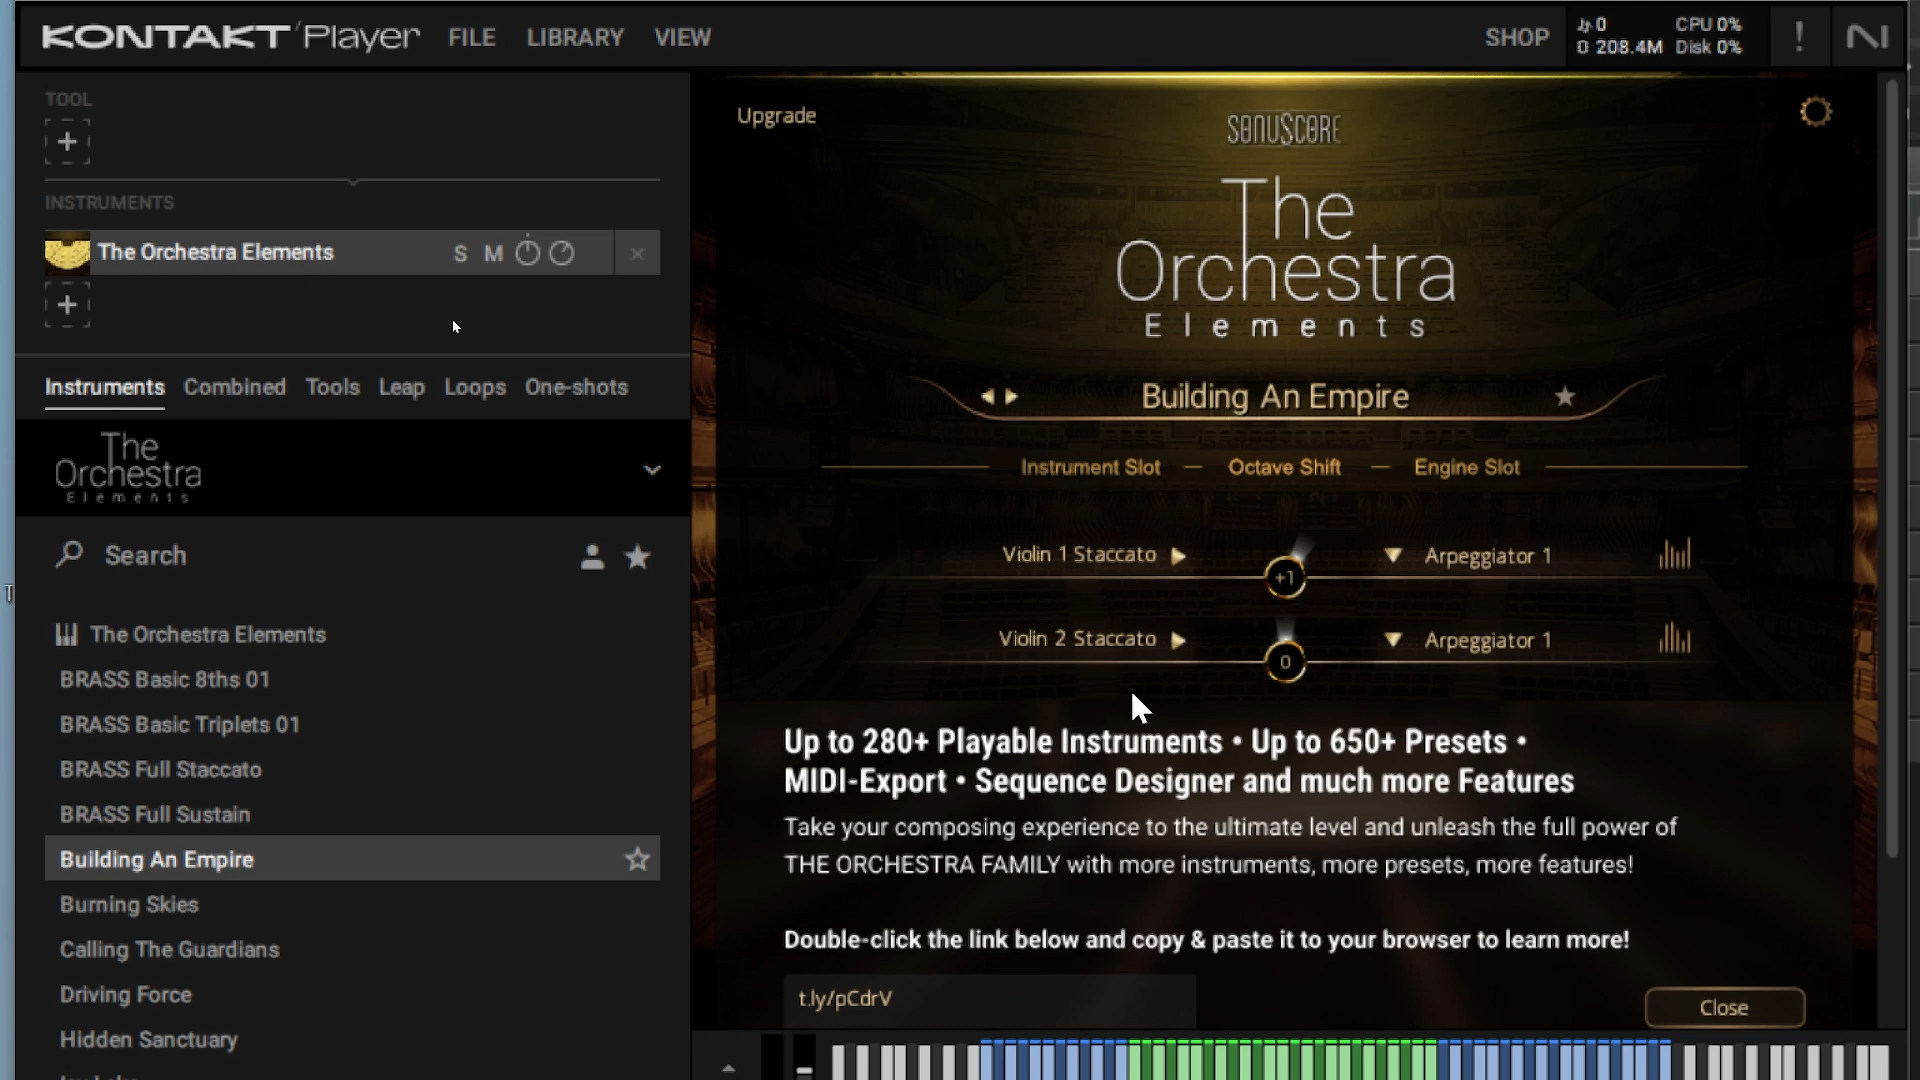 KONTAKT Player FILE LIBRARY VIEW SHOP 0 CPU 0%
208.4M Disk 0%
TOOL
INSTRUMENTS
The Orchestra Elements S M
Instruments Combined Tools Leap Loops One-shots
The
Orchestra
Elements
Search
The Orchestra Elements
BRASS Basic 8ths 01
BRASS Basic Triplets 01
BRASS Full Staccato
BRASS Full Sustain
Building An Empire
Burning Skies
Calling The Guardians
Driving Force
Hidden Sanctuary
Upgrade
SONUSCORE
The
Orchestra
Elements
Building An Empire
Instrument Slot Octave Shift Engine Slot
Violin 1 Staccato +1 Arpeggiator 1
Violin 2 Staccato 0 Arpeggiator 1
Up to 280+ Playable Instruments • Up to 650+ Presets •
MIDI-Export • Sequence Designer and much more Features
Take your composing experience to the ultimate level and unleash the full power of
THE ORCHESTRA FAMILY with more instruments, more presets, more features!
Double-click the link below and copy & paste it to your browser to learn more!
t.ly/pCdrV
Close